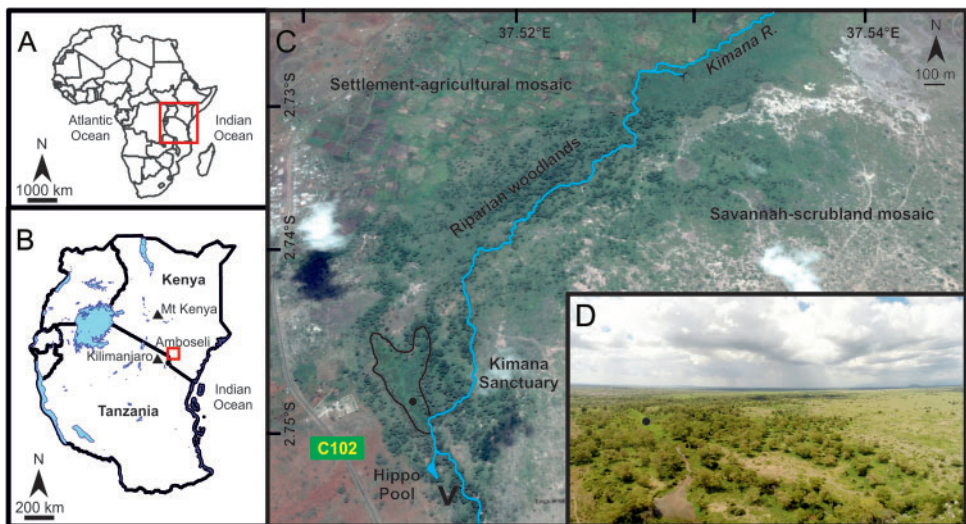 A
Atlantic
Ocean
Indian
Ocean
N
1000 km
B
Kenya
Mt Kenya
Amboseli
Kilimanjaro
Indian
Ocean
Tanzania
N
200 km
C
37.52°E
37.54°E
Kimana R.
N
100 m
Settlement-agricultural mosaic
2.73°S
Riparian woodlands
Savannah-scrubland mosaic
2.74°S
Kimana
Sanctuary
2.75°S
C102
Hippo
Pool
V
D